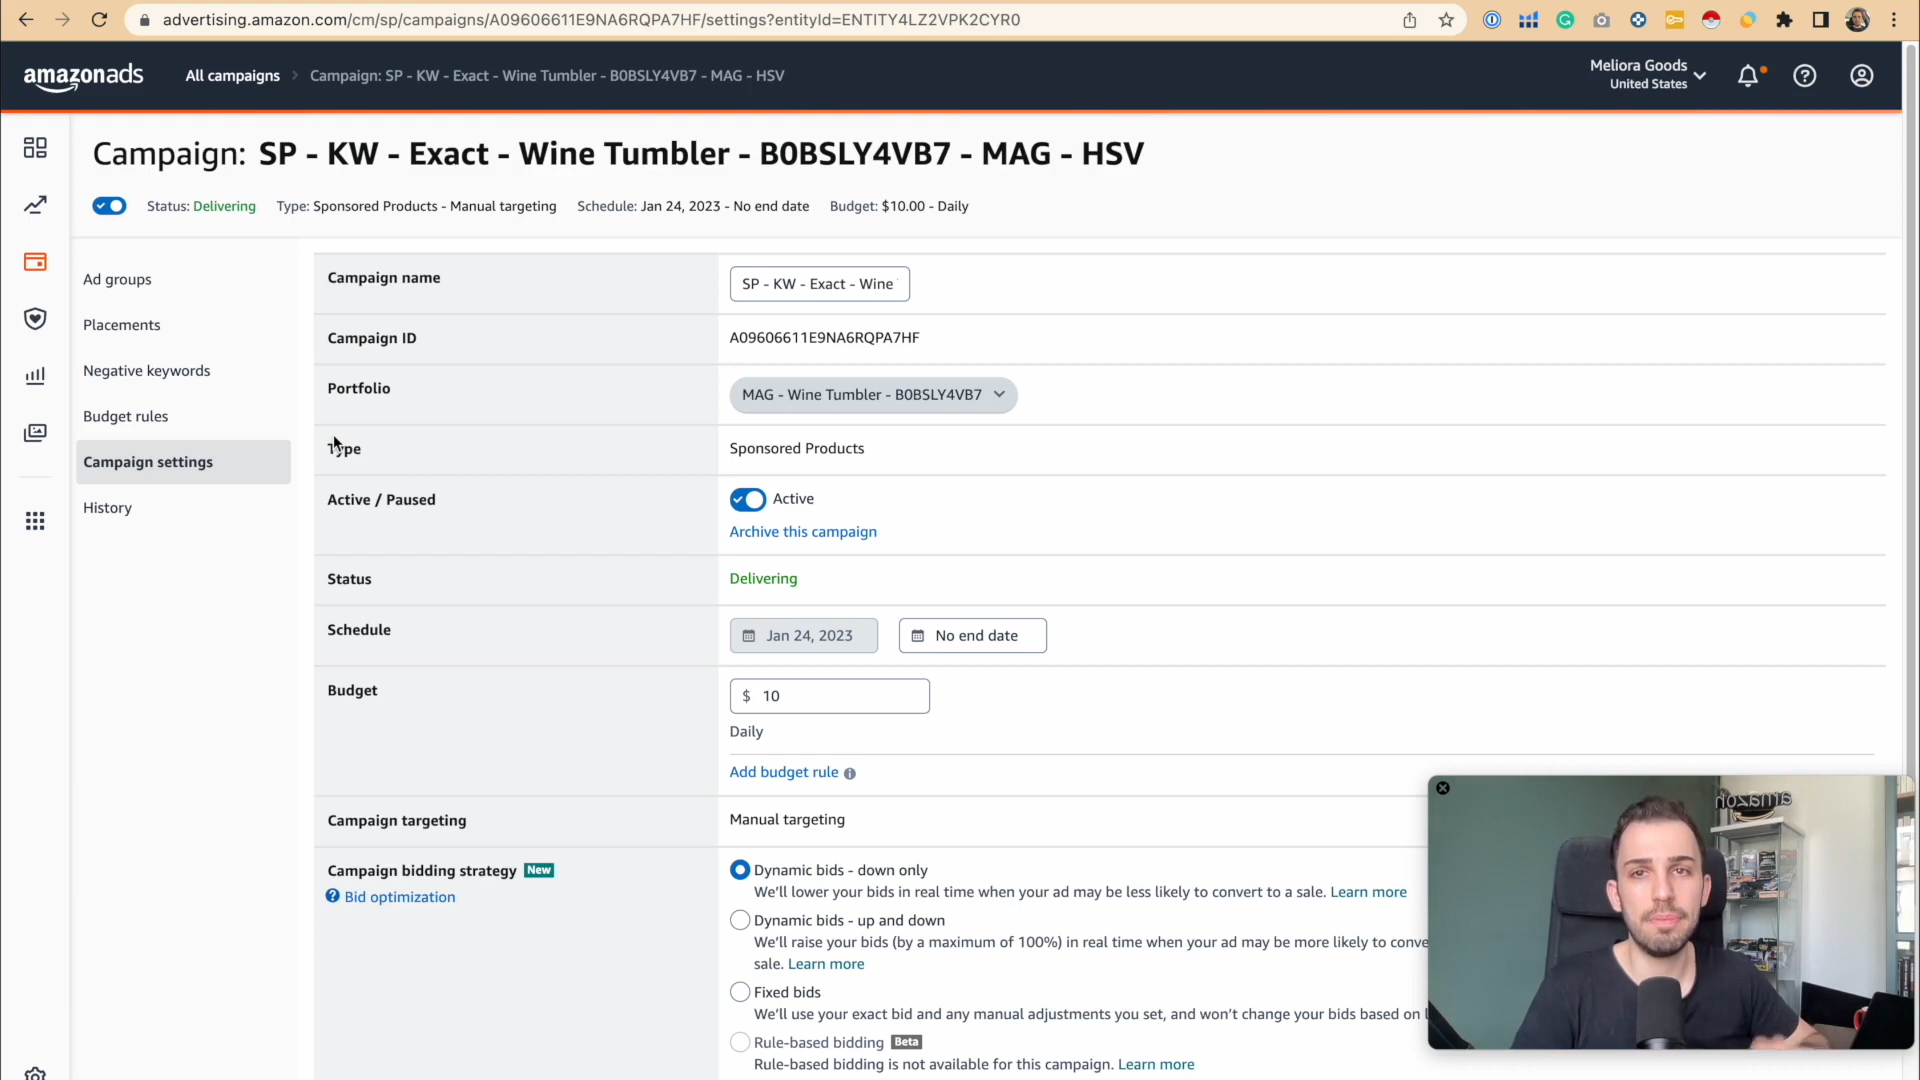 advertising.amazon.com/cm/sp/campaigns/A09606611E9NA6RQPA7HF/settings?entityId=ENTITY4LZ2VPK2CYR0
amazonads
All campaigns
Campaign: SP - KW - Exact - Wine Tumbler - B0BSLY4VB7 - MAG - HSV
Meliora Goods
United States
Campaign: SP - KW - Exact - Wine Tumbler - B0BSLY4VB7 - MAG - HSV
Status: Delivering Type: Sponsored Products - Manual targeting Schedule: Jan 24, 2023 - No end date Budget: $10.00 - Daily
Ad groups
Placements
Negative keywords
Budget rules
Campaign settings
History
Campaign name
SP - KW - Exact - Wine
Campaign ID
A09606611E9NA6RQPA7HF
Portfolio
MAG - Wine Tumbler - B0BSLY4VB7
Type
Sponsored Products
Active / Paused
Active
Archive this campaign
Status
Delivering
Schedule
Jan 24, 2023
No end date
Budget
$ 10
Daily
Add budget rule
Campaign targeting
Manual targeting
Campaign bidding strategy New
Bid optimization
Dynamic bids - down only
We'll lower your bids in real time when your ad may be less likely to convert to a sale. Learn more
Dynamic bids - up and down
We'll raise your bids (by a maximum of 100%) in real time when your ad may be more likely to conve
sale. Learn more
Fixed bids
We'll use your exact bid and any manual adjustments you set, and won't change your bids based on
Rule-based bidding Beta
Rule-based bidding is not available for this campaign. Learn more
amazon